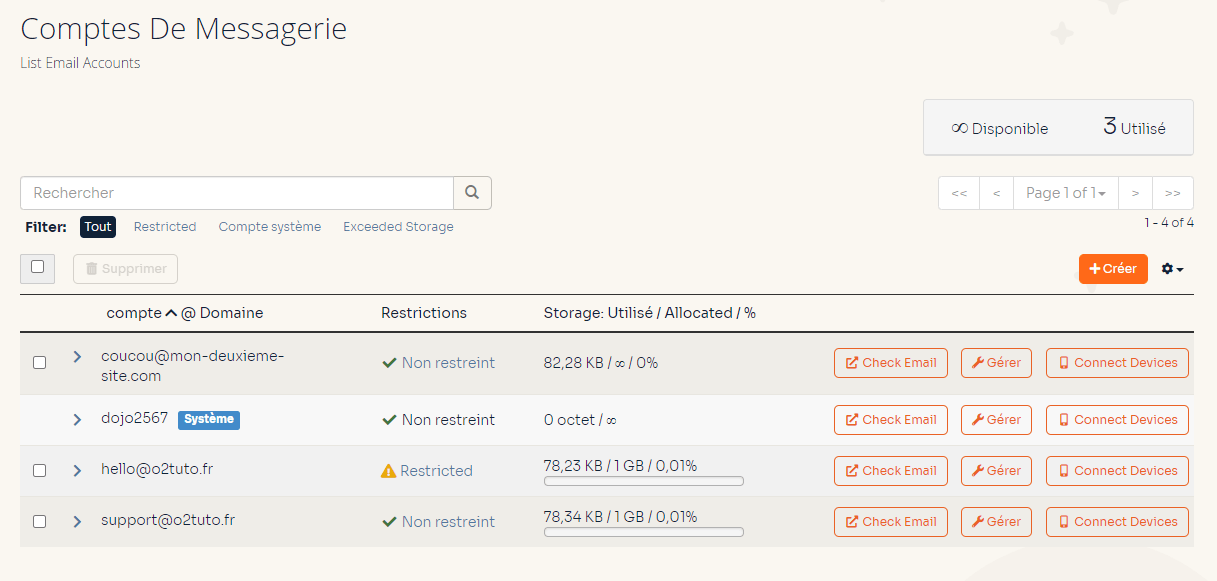 Comptes De Messagerie
List Email Accounts
∞ Disponible 3 Utilisé
Rechercher
<< < Page 1 of 1 > >>
Filter: Tout Restricted Compte système Exceeded Storage
1 - 4 of 4
Supprimer
+ Créer
compte @ Domaine Restrictions Storage: Utilisé / Allocated / %
coucou@mon-deuxieme-
site.com
Non restreint 82,28 KB / ∞ / 0% Check Email Gérer Connect Devices
dojo2567 Système Non restreint 0 octet / ∞ Check Email Gérer Connect Devices
hello@o2tuto.fr Restricted 78,23 KB / 1 GB / 0,01% Check Email Gérer Connect Devices
support@o2tuto.fr Non restreint 78,34 KB / 1 GB / 0,01% Check Email Gérer Connect Devices